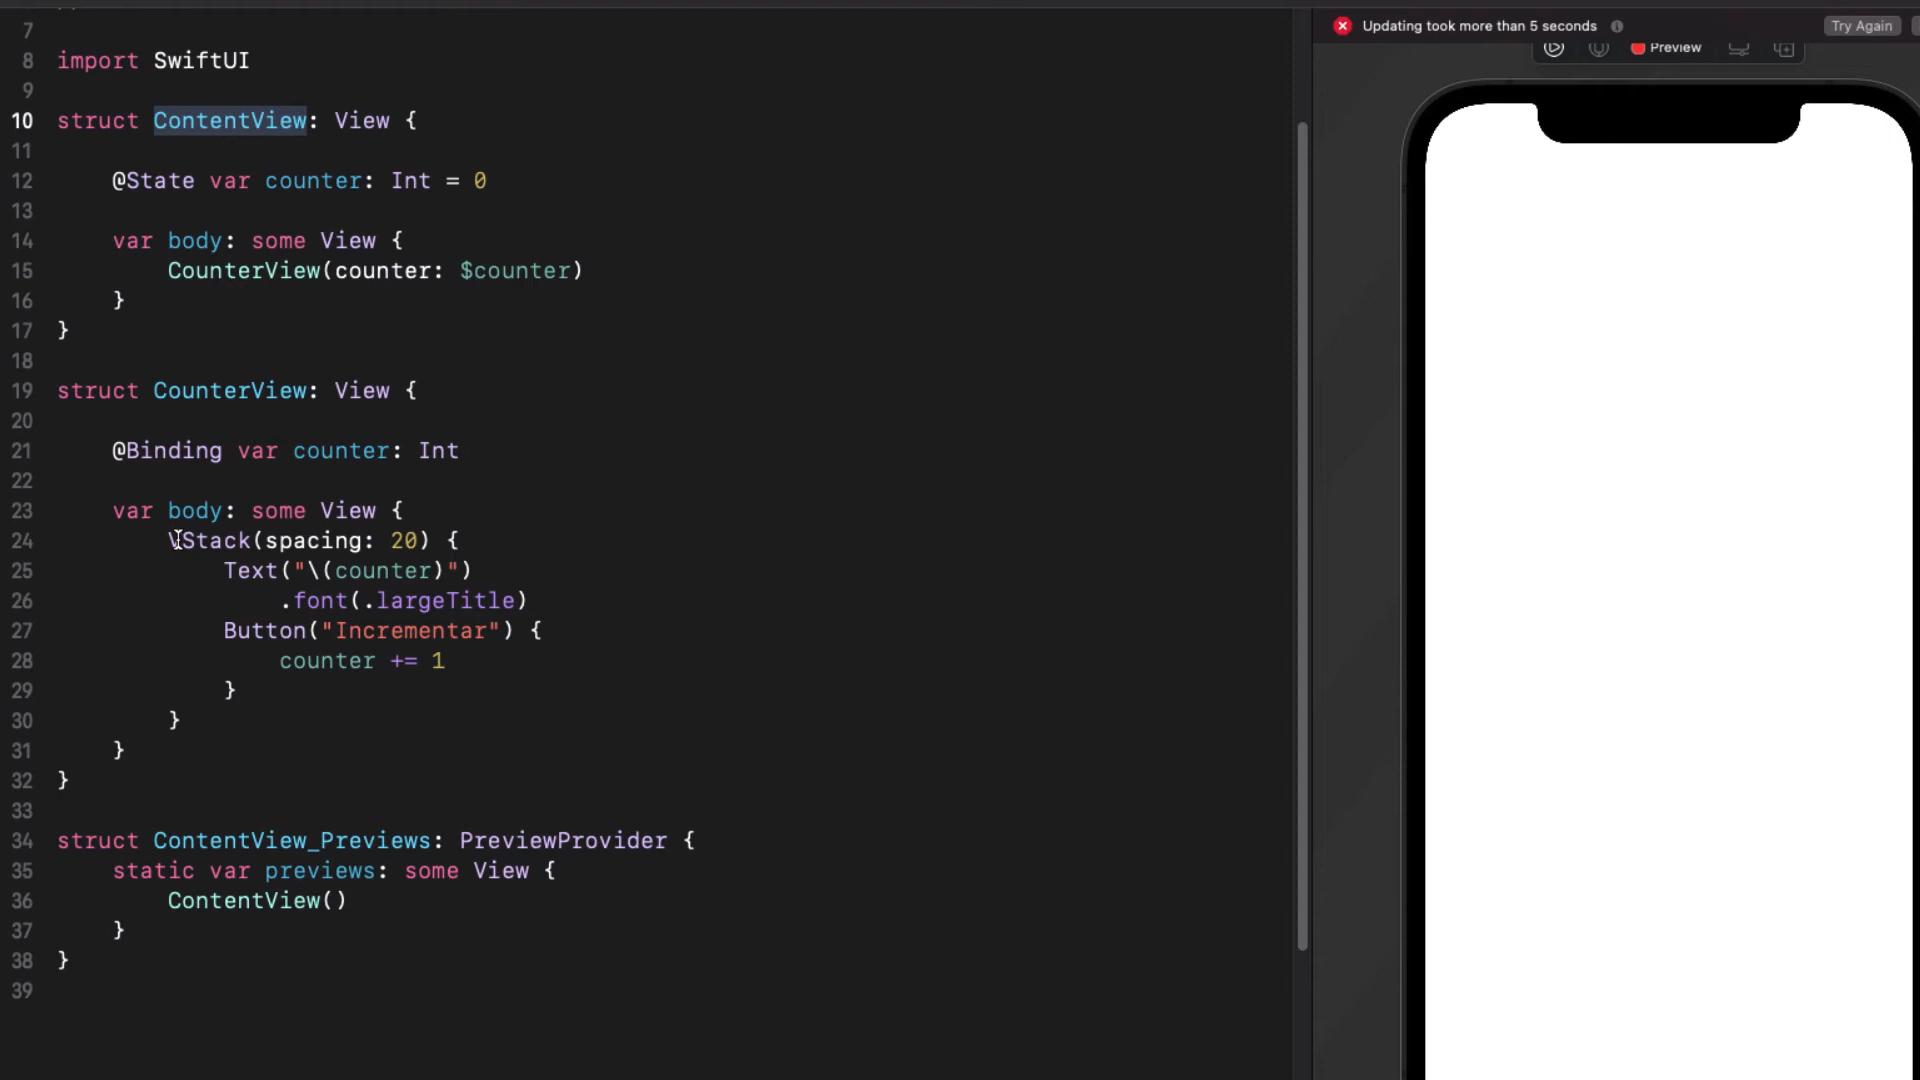 7
8 import SwiftUI
9
10 struct ContentView: View {
11
12     @State var counter: Int = 0
13
14     var body: some View {
15         CounterView(counter: $counter)
16     }
17 }
18
19 struct CounterView: View {
20
21     @Binding var counter: Int
22
23     var body: some View {
24         VStack(spacing: 20) {
25             Text("\(counter)")
26                 .font(.largeTitle)
27             Button("Incrementar") {
28                 counter += 1
29             }
30         }
31     }
32 }
33
34 struct ContentView_Previews: PreviewProvider {
35     static var previews: some View {
36         ContentView()
37     }
38 }
39
Updating took more than 5 seconds
Try Again
Preview